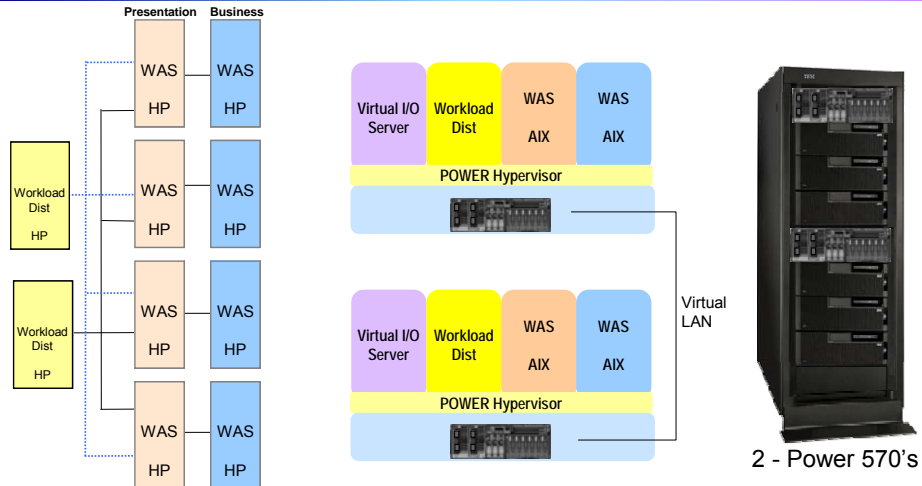 Presentation
Business
WAS
HP
WAS
HP
WAS
HP
WAS
HP
WAS
HP
WAS
HP
WAS
HP
WAS
HP
Workload
Dist
HP
Workload
Dist
HP
Virtual I/O
Server
Workload
Dist
WAS
AIX
WAS
AIX
POWER Hypervisor
Virtual I/O
Server
Workload
Dist
WAS
AIX
WAS
AIX
POWER Hypervisor
Virtual
LAN
IBM
2 - Power 570's